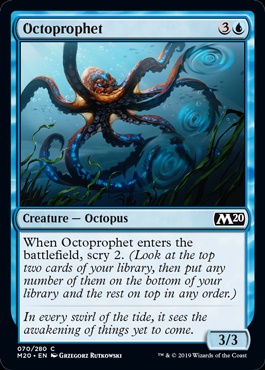 Octoprophet 3
Creature — Octopus M20
When Octoprophet enters the
battlefield, scry 2. (Look at the top
two cards of your library, then put any
number of them on the bottom of your
library and the rest on top in any order.)
In every swirl of the tide, it sees the
awakening of things yet to come.
3/3
070/280 C
M20 • EN Grzegorz Rutkowski ™ & © 2019 Wizards of the Coast